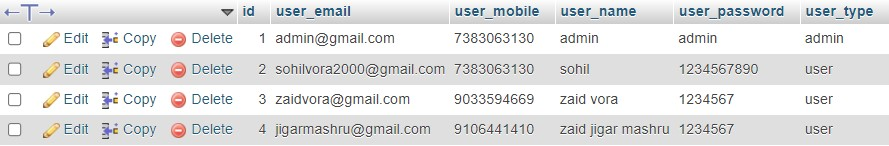 id user_email user_mobile user_name user_password user_type
Edit Copy Delete 1 admin@gmail.com 7383063130 admin admin admin
Edit Copy Delete 2 sohilvora2000@gmail.com 7383063130 sohil 1234567890 user
Edit Copy Delete 3 zaidvora@gmail.com 9033594669 zaid vora 1234567 user
Edit Copy Delete 4 jigarmashru@gmail.com 9106441410 zaid jigar mashru 1234567 user